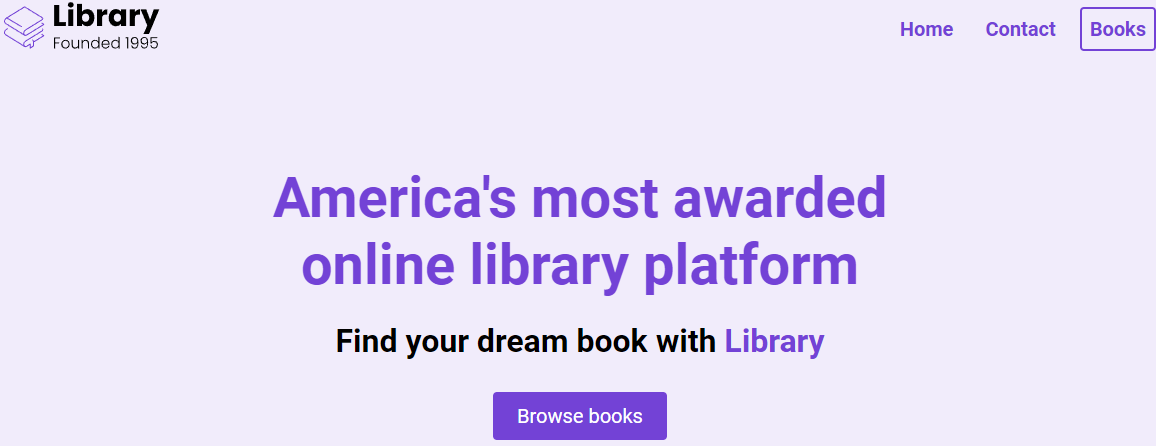 Library
Founded 1995
Home Contact Books
America's most awarded
online library platform
Find your dream book with Library
Browse books